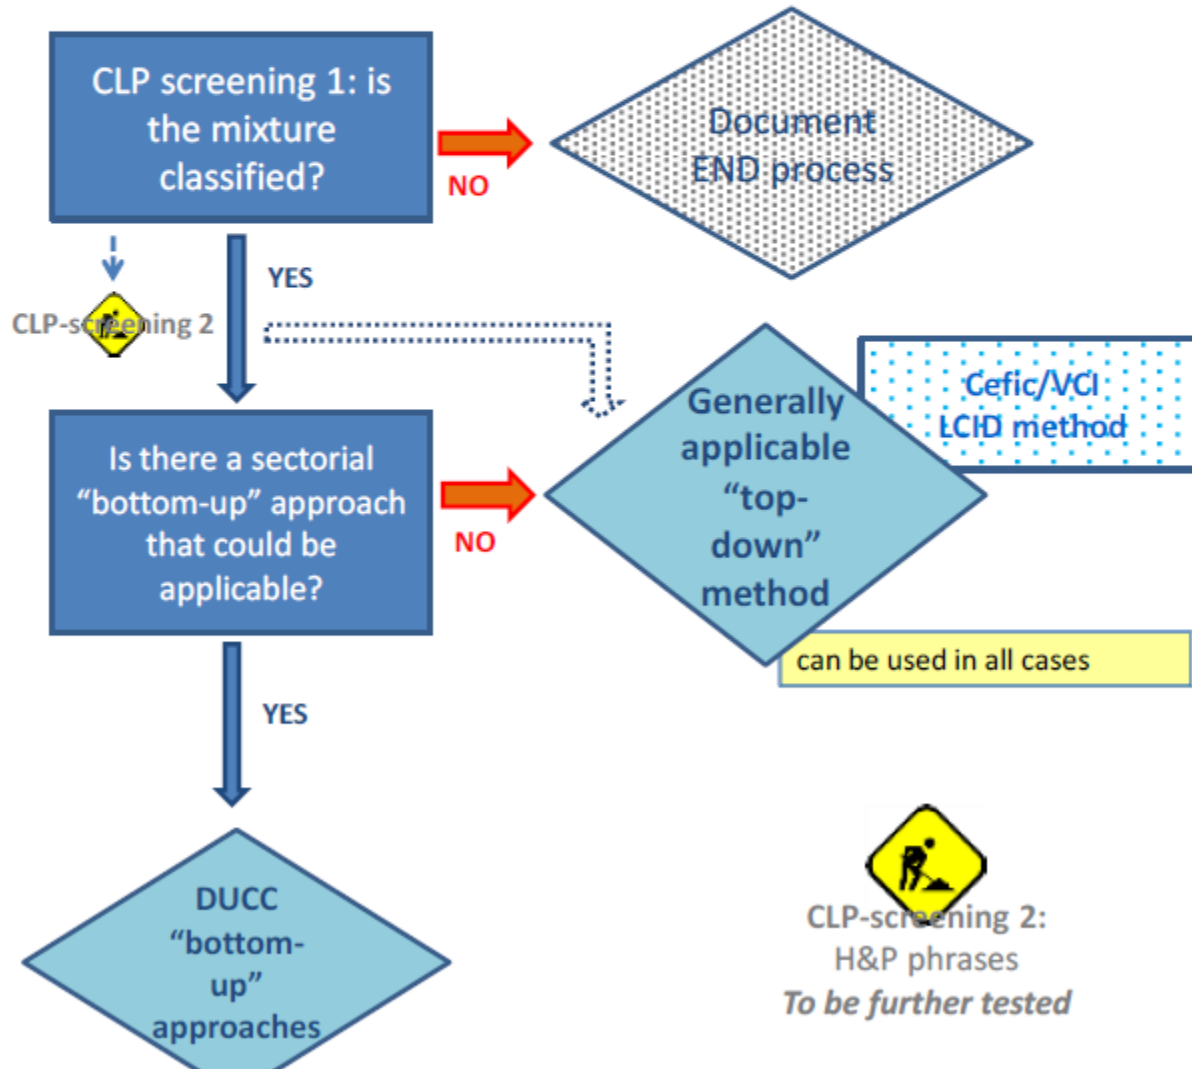 CLP screening 1: is
the mixture
classified?
NO
Document
END process
YES
CLP-screening 2
Is there a sectorial
“bottom-up” approach
that could be
applicable?
NO
Generally
applicable
“top-
down”
method
Cefic/VCI
LCID method
can be used in all cases
YES
DUCC
“bottom-
up”
approaches
CLP-screening 2:
H&P phrases
To be further tested